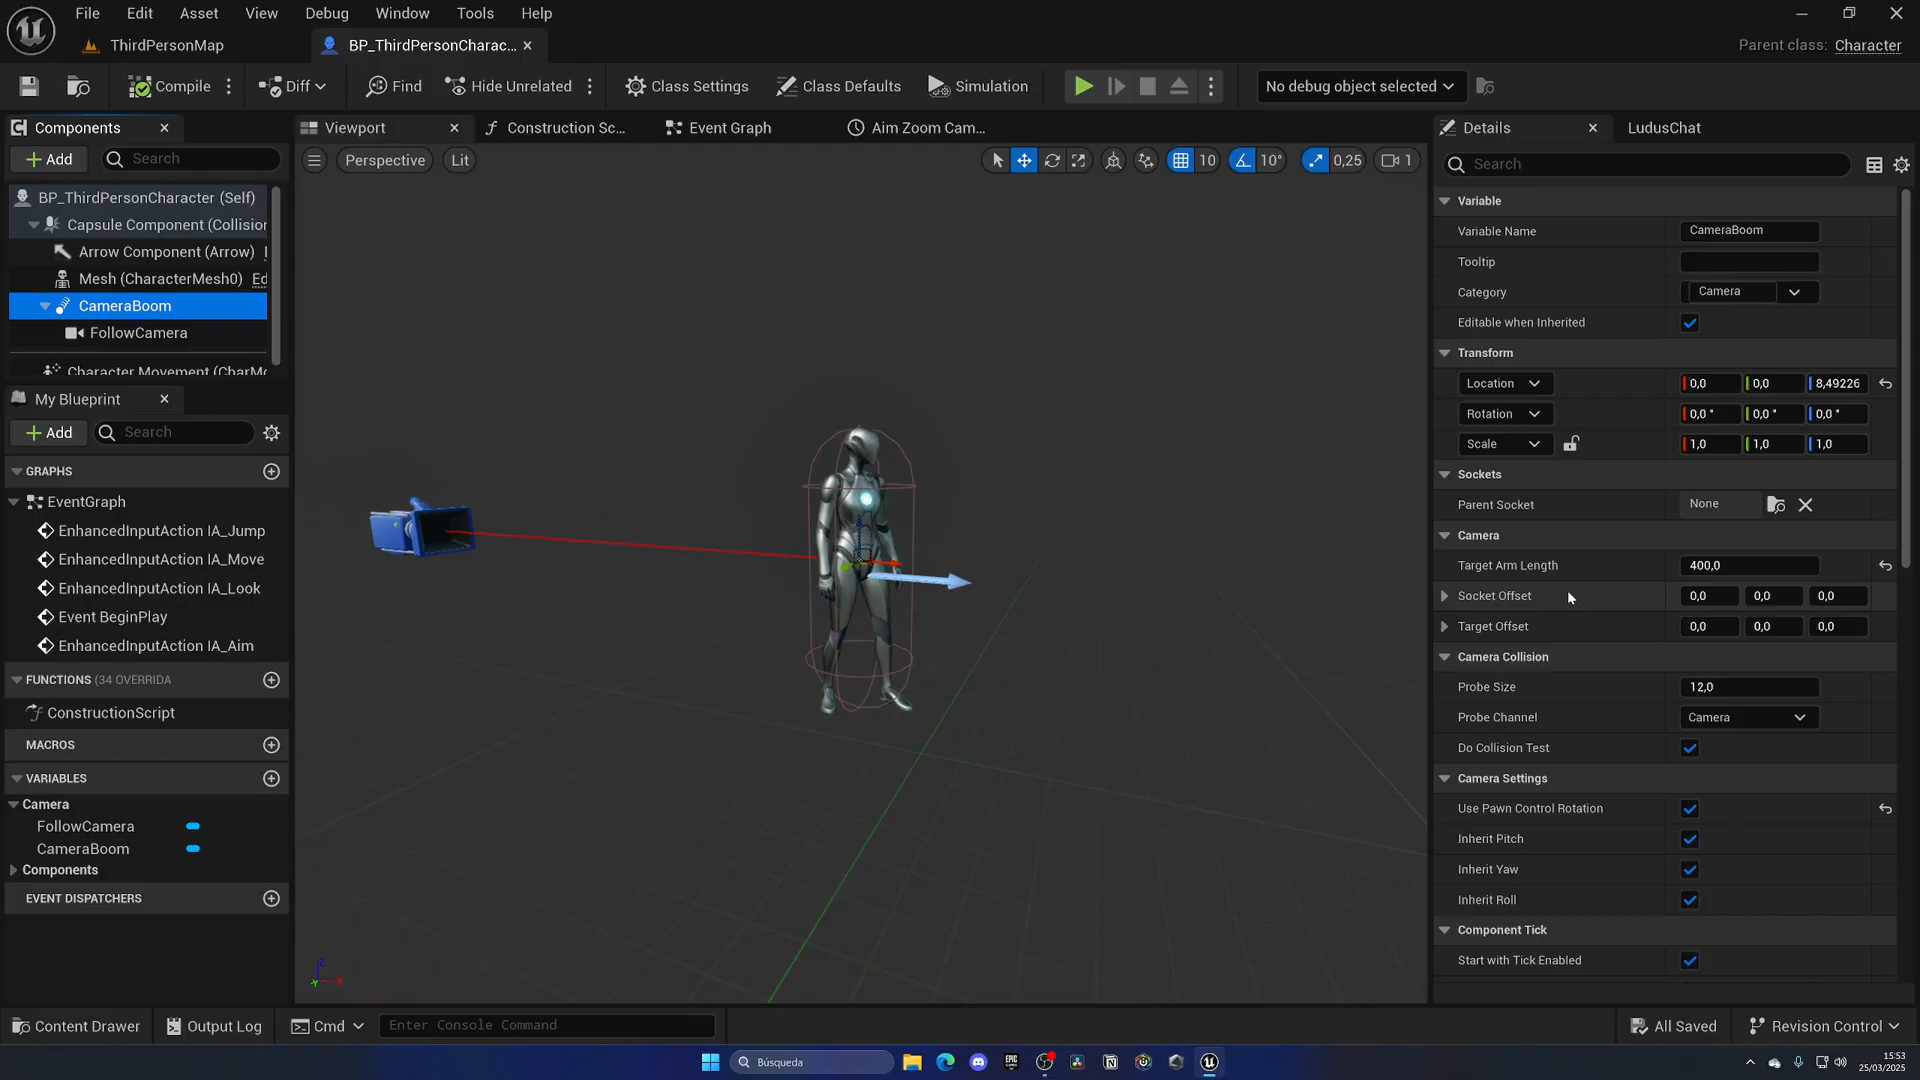 File Edit Asset View Debug Window Tools Help
ThirdPersonMap
BP_ThirdPersonCharac...
Parent class: Character
Compile
Diff
Find
Hide Unrelated
Class Settings
Class Defaults
Simulation
No debug object selected
Components
Add
Search
BP_ThirdPersonCharacter (Self)
Capsule Component (Collision
Arrow Component (Arrow)
Mesh (CharacterMesh0) Ed
CameraBoom
FollowCamera
Character Movement (CharMo
My Blueprint
Add
Search
GRAPHS
EventGraph
EnhancedInputAction IA_Jump
EnhancedInputAction IA_Move
EnhancedInputAction IA_Look
Event BeginPlay
EnhancedInputAction IA_Aim
FUNCTIONS (34 OVERRIDA
ConstructionScript
MACROS
VARIABLES
Camera
FollowCamera
CameraBoom
Components
EVENT DISPATCHERS
Viewport
Construction Sc...
Event Graph
Aim Zoom Cam...
Perspective
Lit
10
10°
0,25
1
Z
X
Y
Details
LudusChat
Search
Variable
Variable Name CameraBoom
Tooltip
Category Camera
Editable when Inherited
Transform
Location 0,0 0,0 8,49226
Rotation 0,0 ° 0,0 ° 0,0 °
Scale 1,0 1,0 1,0
Sockets
Parent Socket None
Camera
Target Arm Length 400,0
Socket Offset 0,0 0,0 0,0
Target Offset 0,0 0,0 0,0
Camera Collision
Probe Size 12,0
Probe Channel Camera
Do Collision Test
Camera Settings
Use Pawn Control Rotation
Inherit Pitch
Inherit Yaw
Inherit Roll
Component Tick
Start with Tick Enabled
Content Drawer
Output Log
Cmd
Enter Console Command
All Saved
Revision Control
Búsqueda
EPIC
15:53
25/03/2025